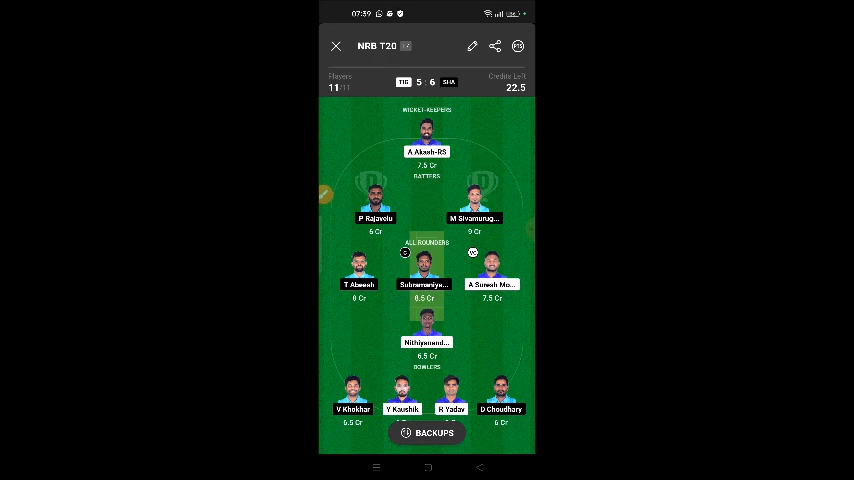 07:39
NRB T20
PTS
Players
Credits Left
11/11
TIG 5 : 6 SHA
22.5
WICKET-KEEPERS
A Akash-RS
7.5 Cr
BATTERS
P Rajavelu
M Sivamurug...
6 Cr
9 Cr
ALL-ROUNDERS
C
VC
T Abeesh
Subramaniya...
A Suresh Mo...
8 Cr
8.5 Cr
7.5 Cr
Nithiyanand...
6.5 Cr
BOWLERS
V Khokhar
Y Kaushik
R Yadav
D Choudhary
6.5 Cr
6 Cr
BACKUPS